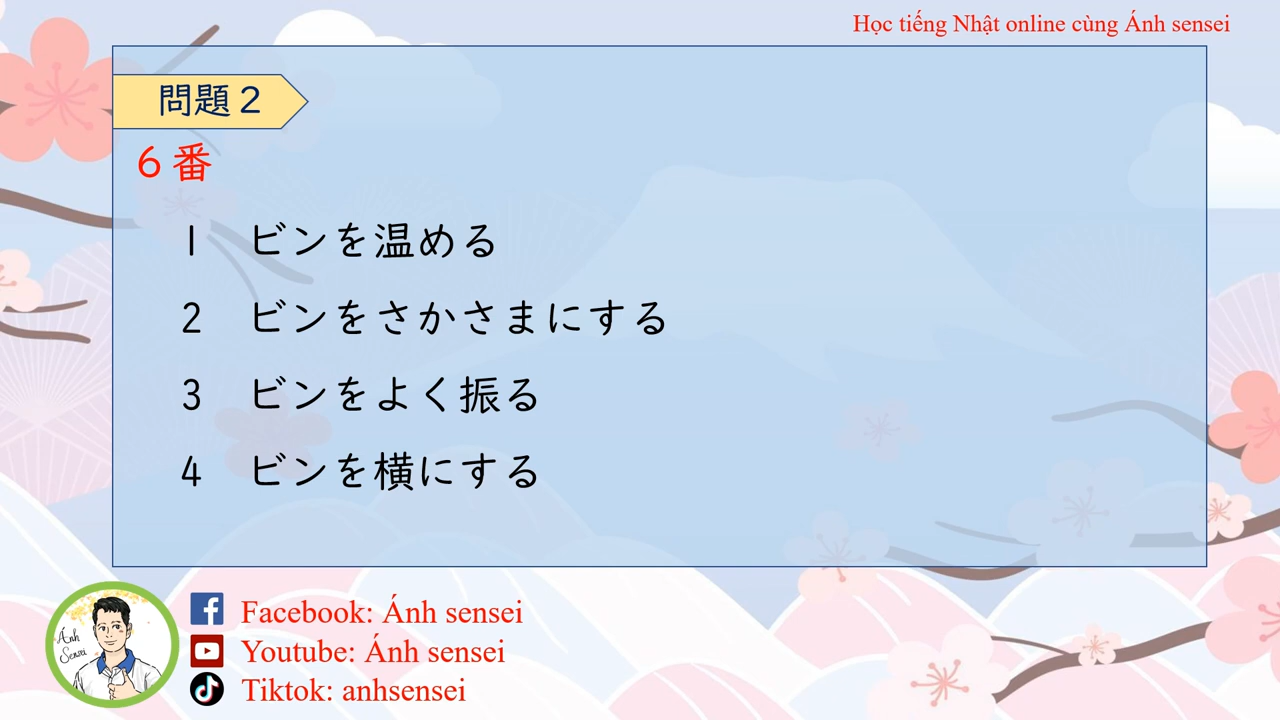 Học tiếng Nhật online cùng Ánh sensei
問題２
６番
1　ビンを温める
2　ビンをさかさまにする
3　ビンをよく振る
4　ビンを横にする
Ánh Sensei
Facebook: Ánh sensei
Youtube: Ánh sensei
Tiktok: anhsensei